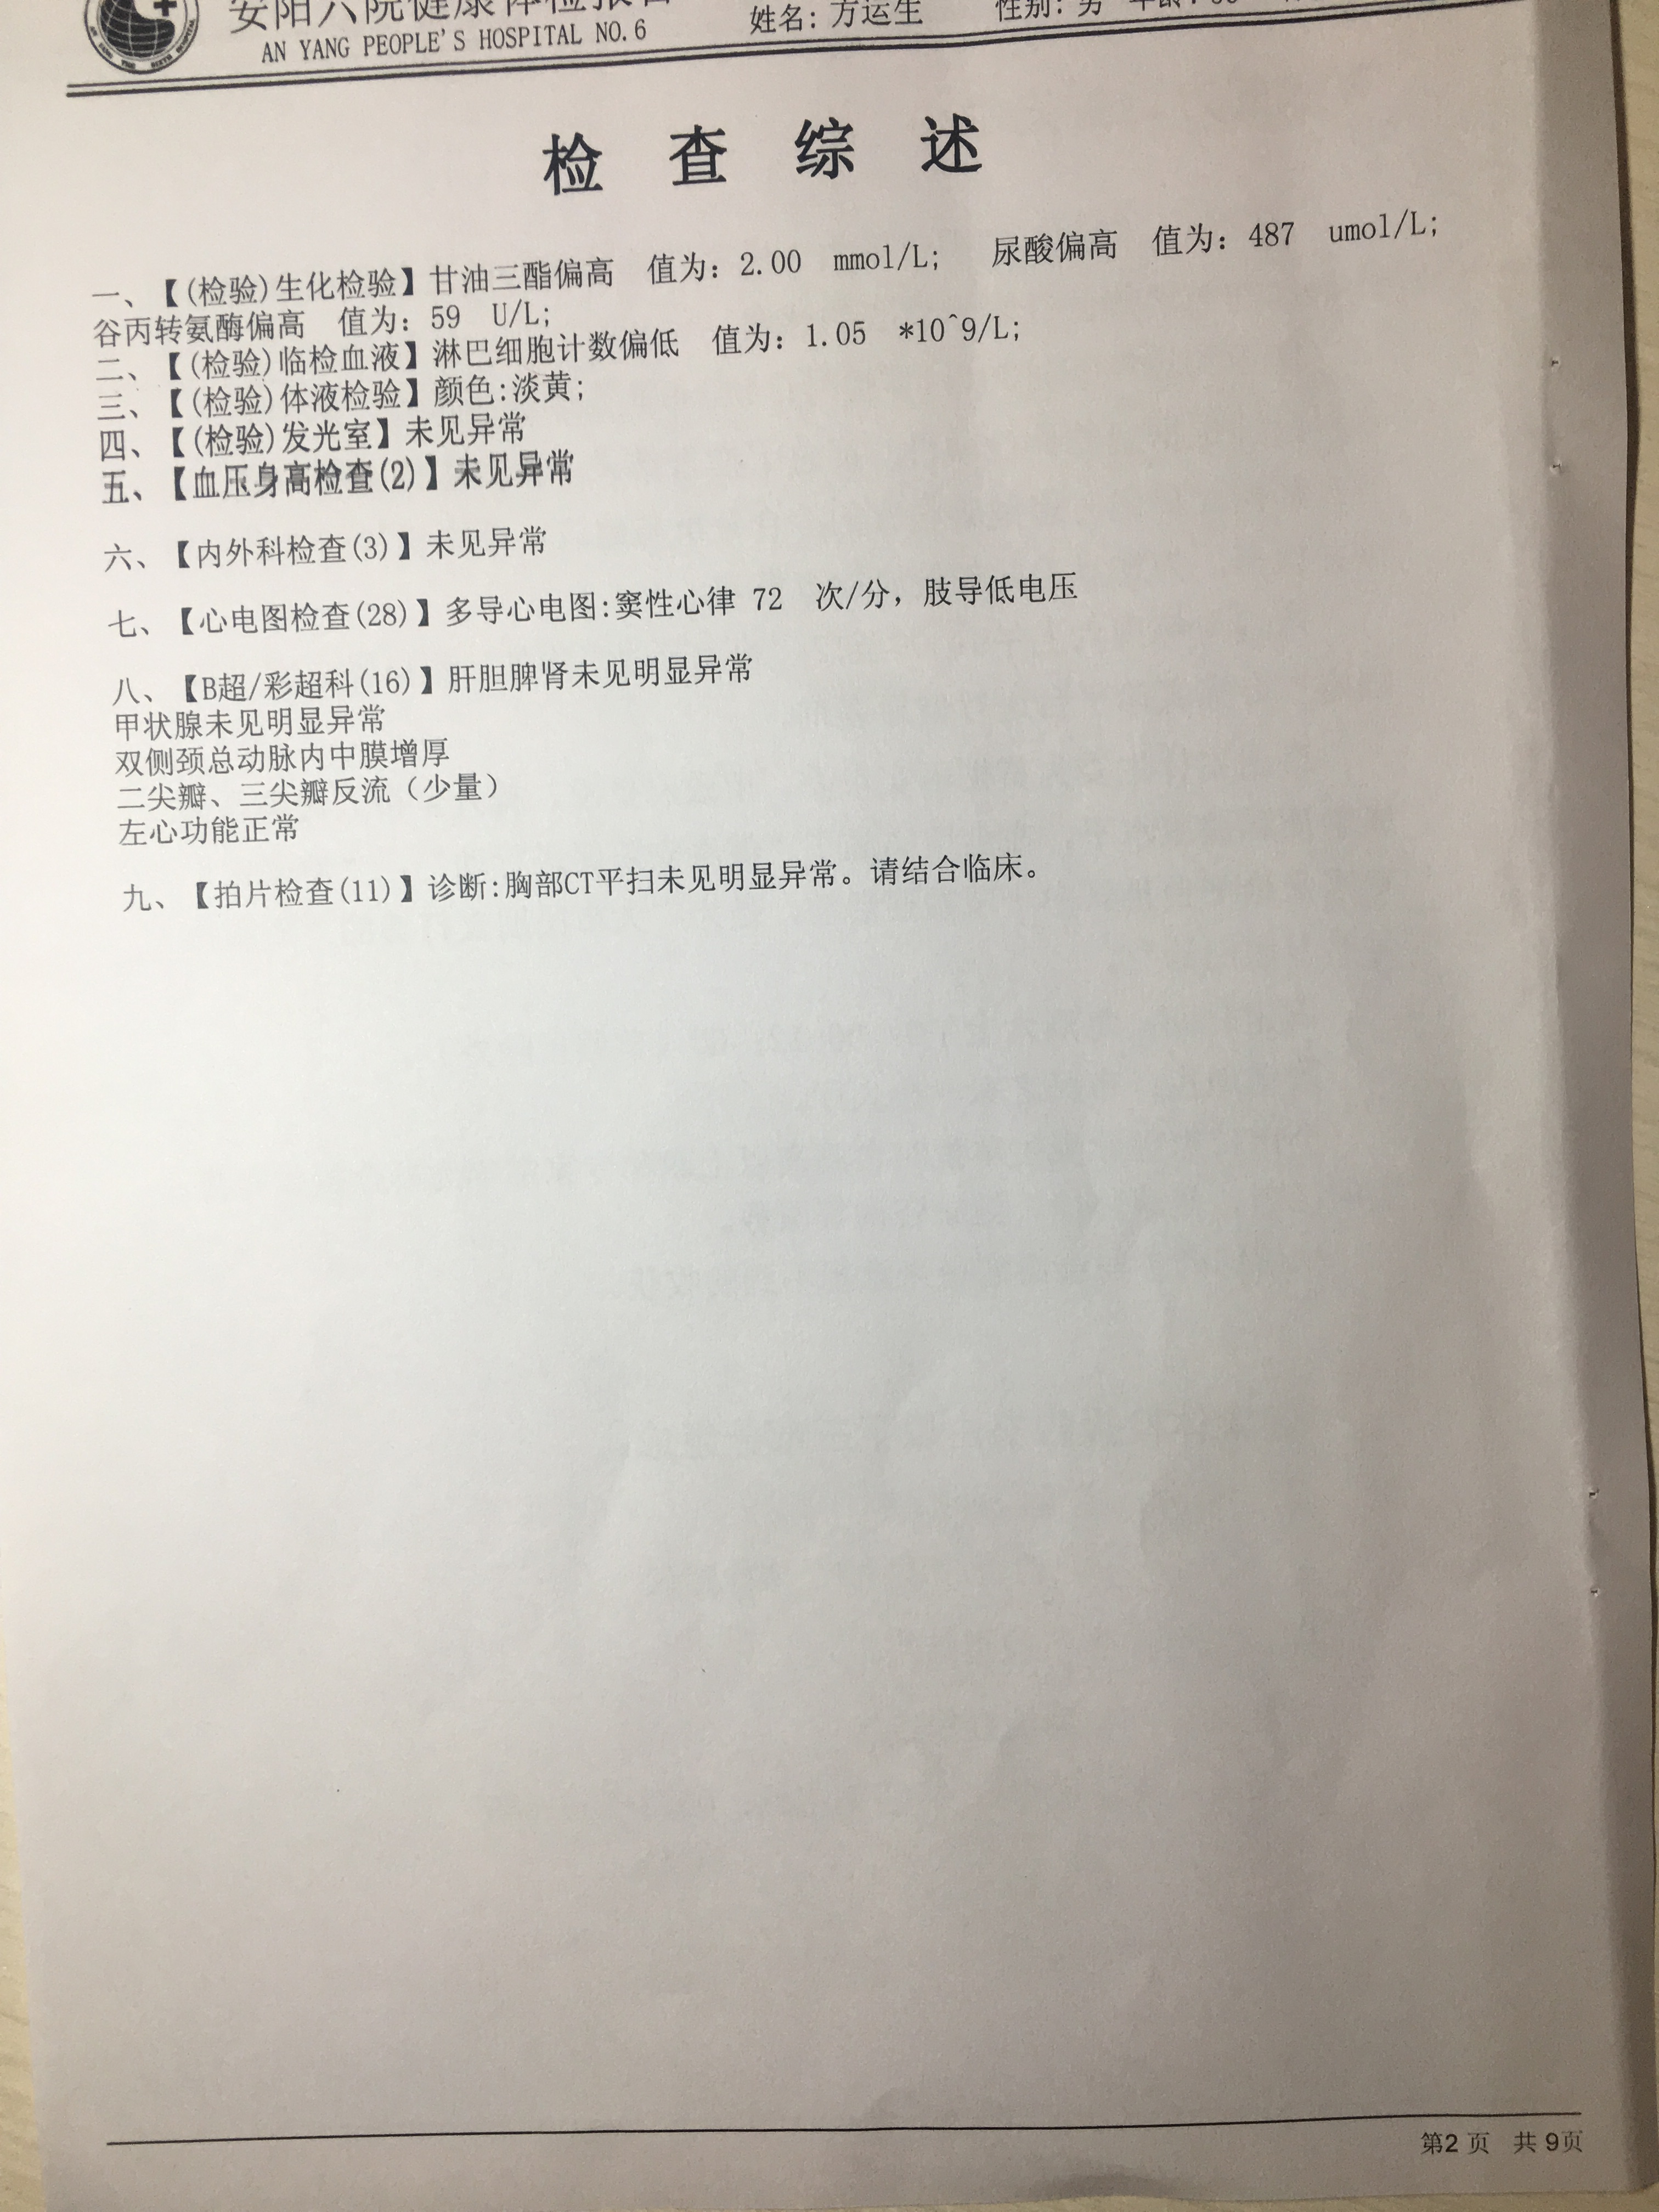 安阳六院健康体检报告
AN YANG PEOPLE'S HOSPITAL NO.6
姓名: 方运生 性别: 男 年龄:
检 查 综 述
一、【(检验)生化检验】甘油三酯偏高 值为: 2.00 mmol/L; 尿酸偏高 值为: 487 umol/L;
谷丙转氨酶偏高 值为: 59 U/L;
二、【(检验)临检血液】淋巴细胞计数偏低 值为: 1.05 *10^9/L;
三、【(检验)体液检验】颜色:淡黄;
四、【(检验)发光室】未见异常
五、【血压身高检查(2)】未见异常
六、【内外科检查(3)】未见异常
七、【心电图检查(28)】多导心电图:窦性心律 72 次/分，肢导低电压
八、【B超/彩超科(16)】肝胆脾肾未见明显异常
甲状腺未见明显异常
双侧颈总动脉内中膜增厚
二尖瓣、三尖瓣反流（少量）
左心功能正常
九、【拍片检查(11)】诊断:胸部CT平扫未见明显异常。请结合临床。
第2 页 共 9页